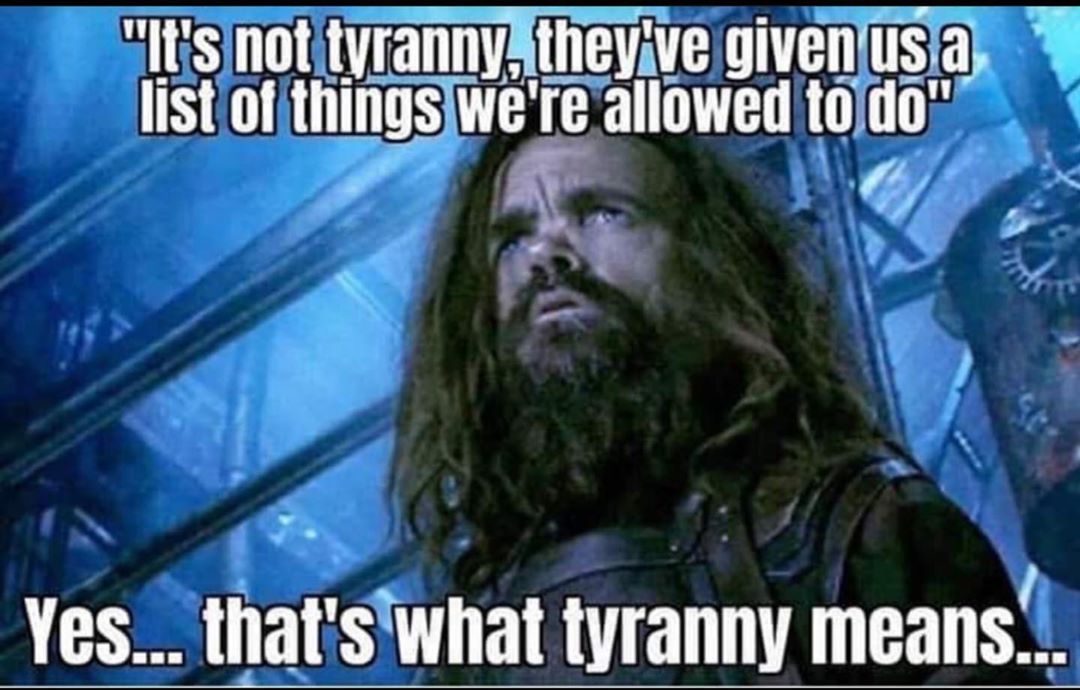 "It's not tyranny, they've given us a
list of things we're allowed to do"
Yes... that's what tyranny means...